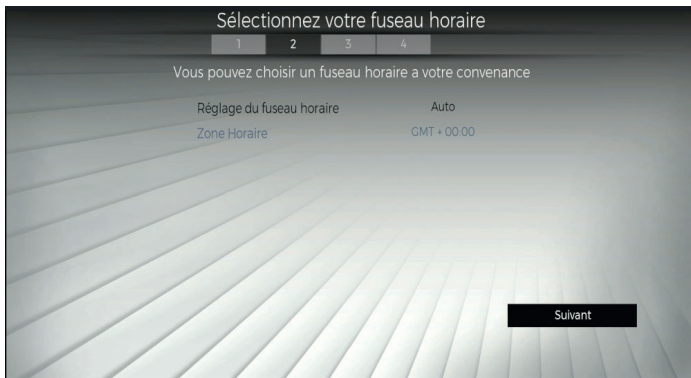 Sélectionnez votre fuseau horaire
1 2 3 4
Vous pouvez choisir un fuseau horaire a votre convenance
Réglage du fuseau horaire Auto
Zone Horaire GMT + 00:00
Suivant